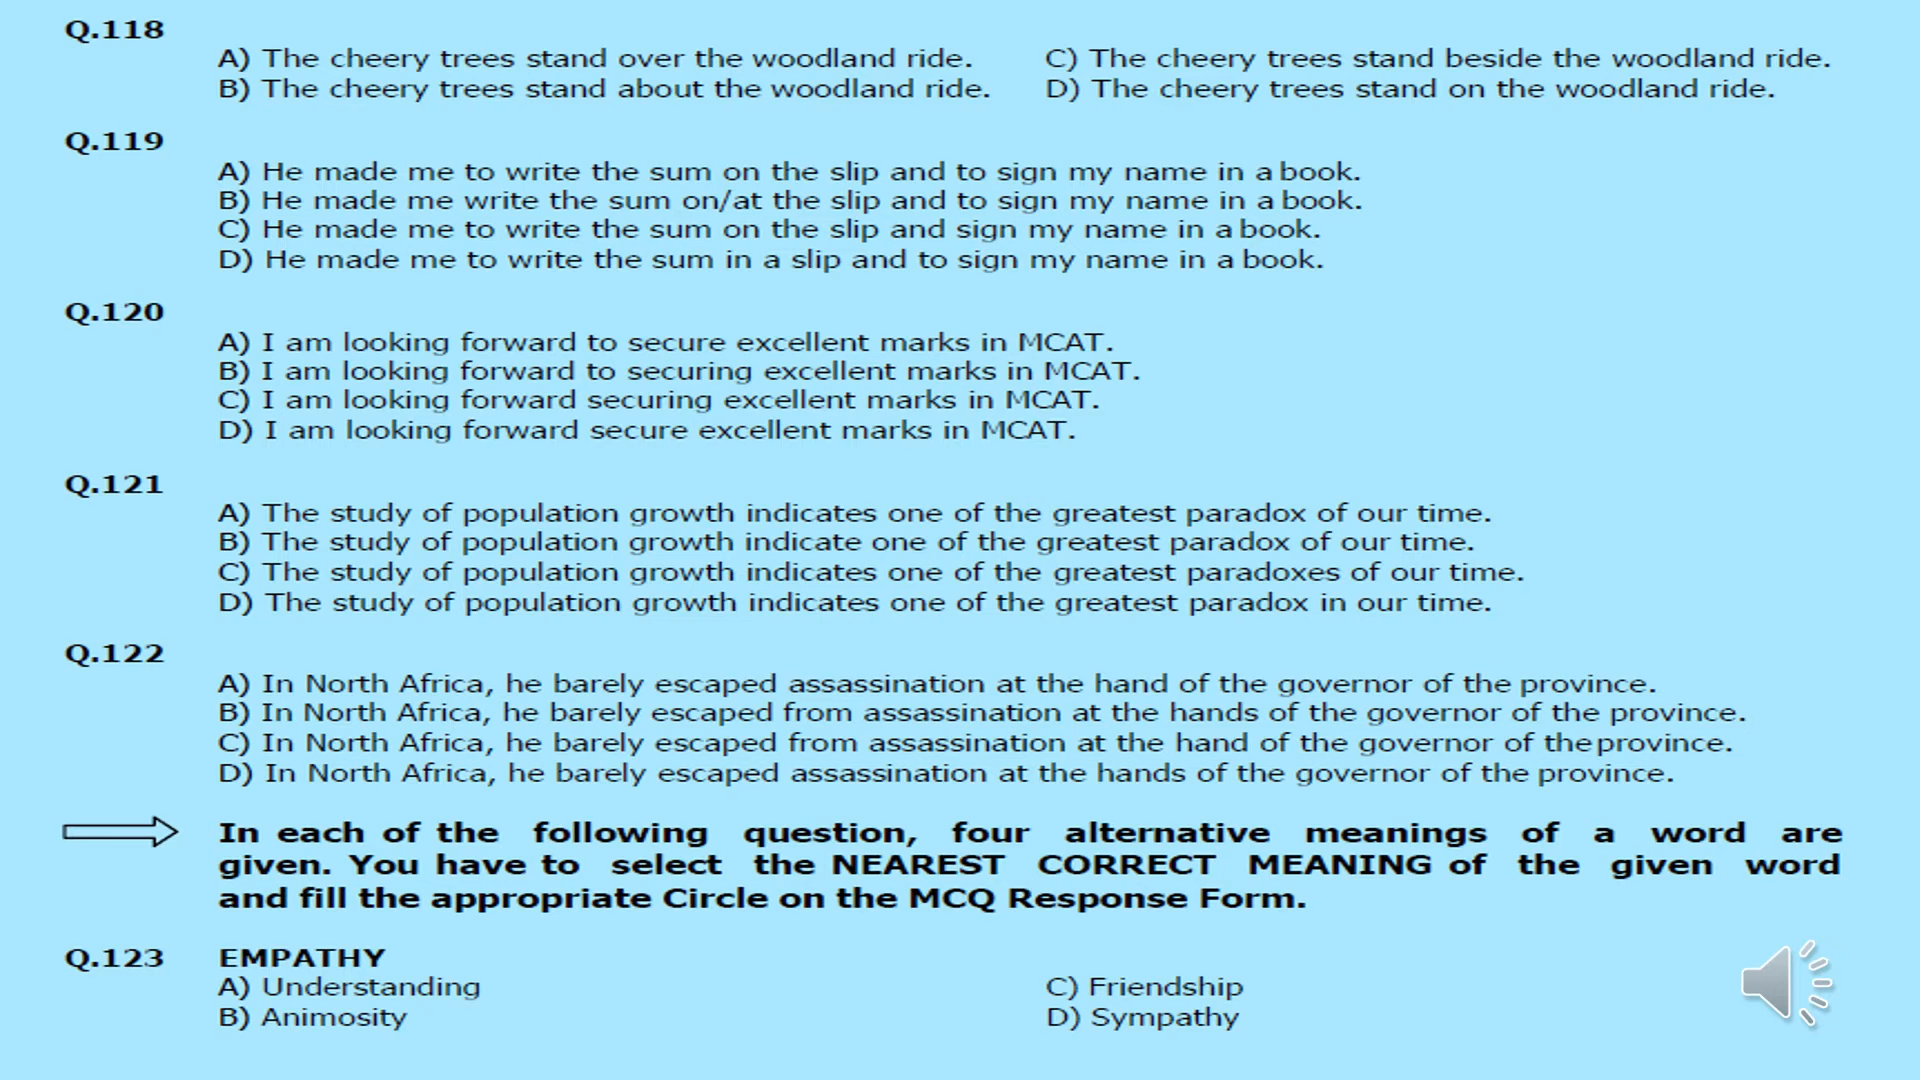 Q.118
A) The cheery trees stand over the woodland ride. C) The cheery trees stand beside the woodland ride.
B) The cheery trees stand about the woodland ride. D) The cheery trees stand on the woodland ride.
Q.119
A) He made me to write the sum on the slip and to sign my name in a book.
B) He made me write the sum on/at the slip and to sign my name in a book.
C) He made me to write the sum on the slip and sign my name in a book.
D) He made me to write the sum in a slip and to sign my name in a book.
Q.120
A) I am looking forward to secure excellent marks in MCAT.
B) I am looking forward to securing excellent marks in MCAT.
C) I am looking forward securing excellent marks in MCAT.
D) I am looking forward secure excellent marks in MCAT.
Q.121
A) The study of population growth indicates one of the greatest paradox of our time.
B) The study of population growth indicate one of the greatest paradox of our time.
C) The study of population growth indicates one of the greatest paradoxes of our time.
D) The study of population growth indicates one of the greatest paradox in our time.
Q.122
A) In North Africa, he barely escaped assassination at the hand of the governor of the province.
B) In North Africa, he barely escaped from assassination at the hands of the governor of the province.
C) In North Africa, he barely escaped from assassination at the hand of the governor of the province.
D) In North Africa, he barely escaped assassination at the hands of the governor of the province.
In each of the following question, four alternative meanings of a word are
given. You have to select the NEAREST CORRECT MEANING of the given word
and fill the appropriate Circle on the MCQ Response Form.
Q.123 EMPATHY
A) Understanding C) Friendship
B) Animosity D) Sympathy